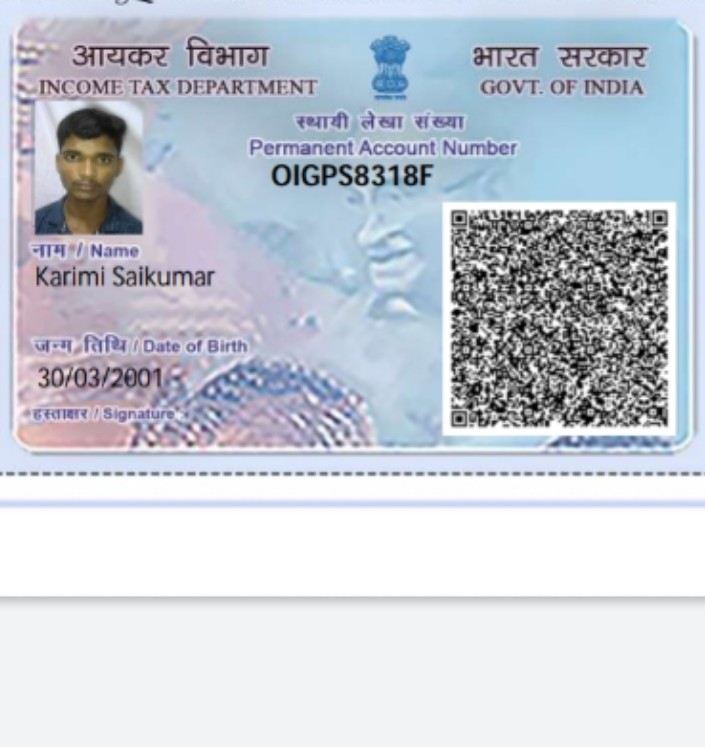 आयकर विभाग
INCOME TAX DEPARTMENT
भारत सरकार
GOVT. OF INDIA
स्थायी लेखा संख्या
Permanent Account Number
OIGPS8318F
नाम / Name
Karimi Saikumar
जन्म तिथि / Date of Birth
30/03/2001
हस्ताक्षर / Signature